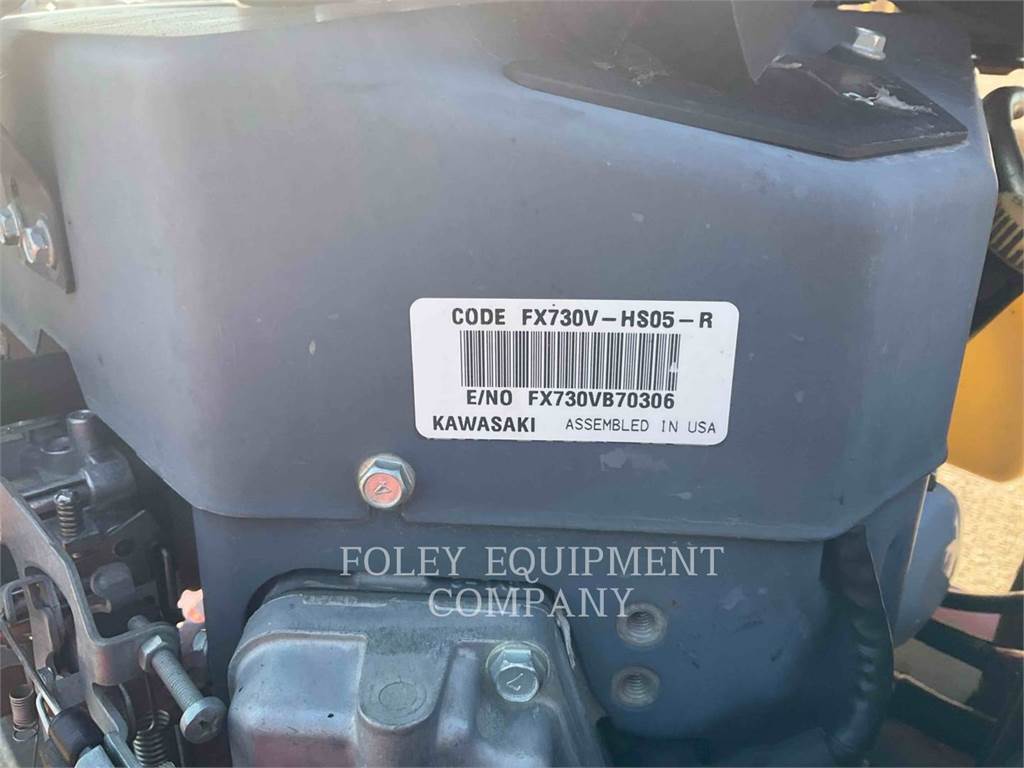 CODE FX730V-HS05-R
E/NO FX730VB70306
KAWASAKI ASSEMBLED IN USA
FOLEY EQUIPMENT
COMPANY